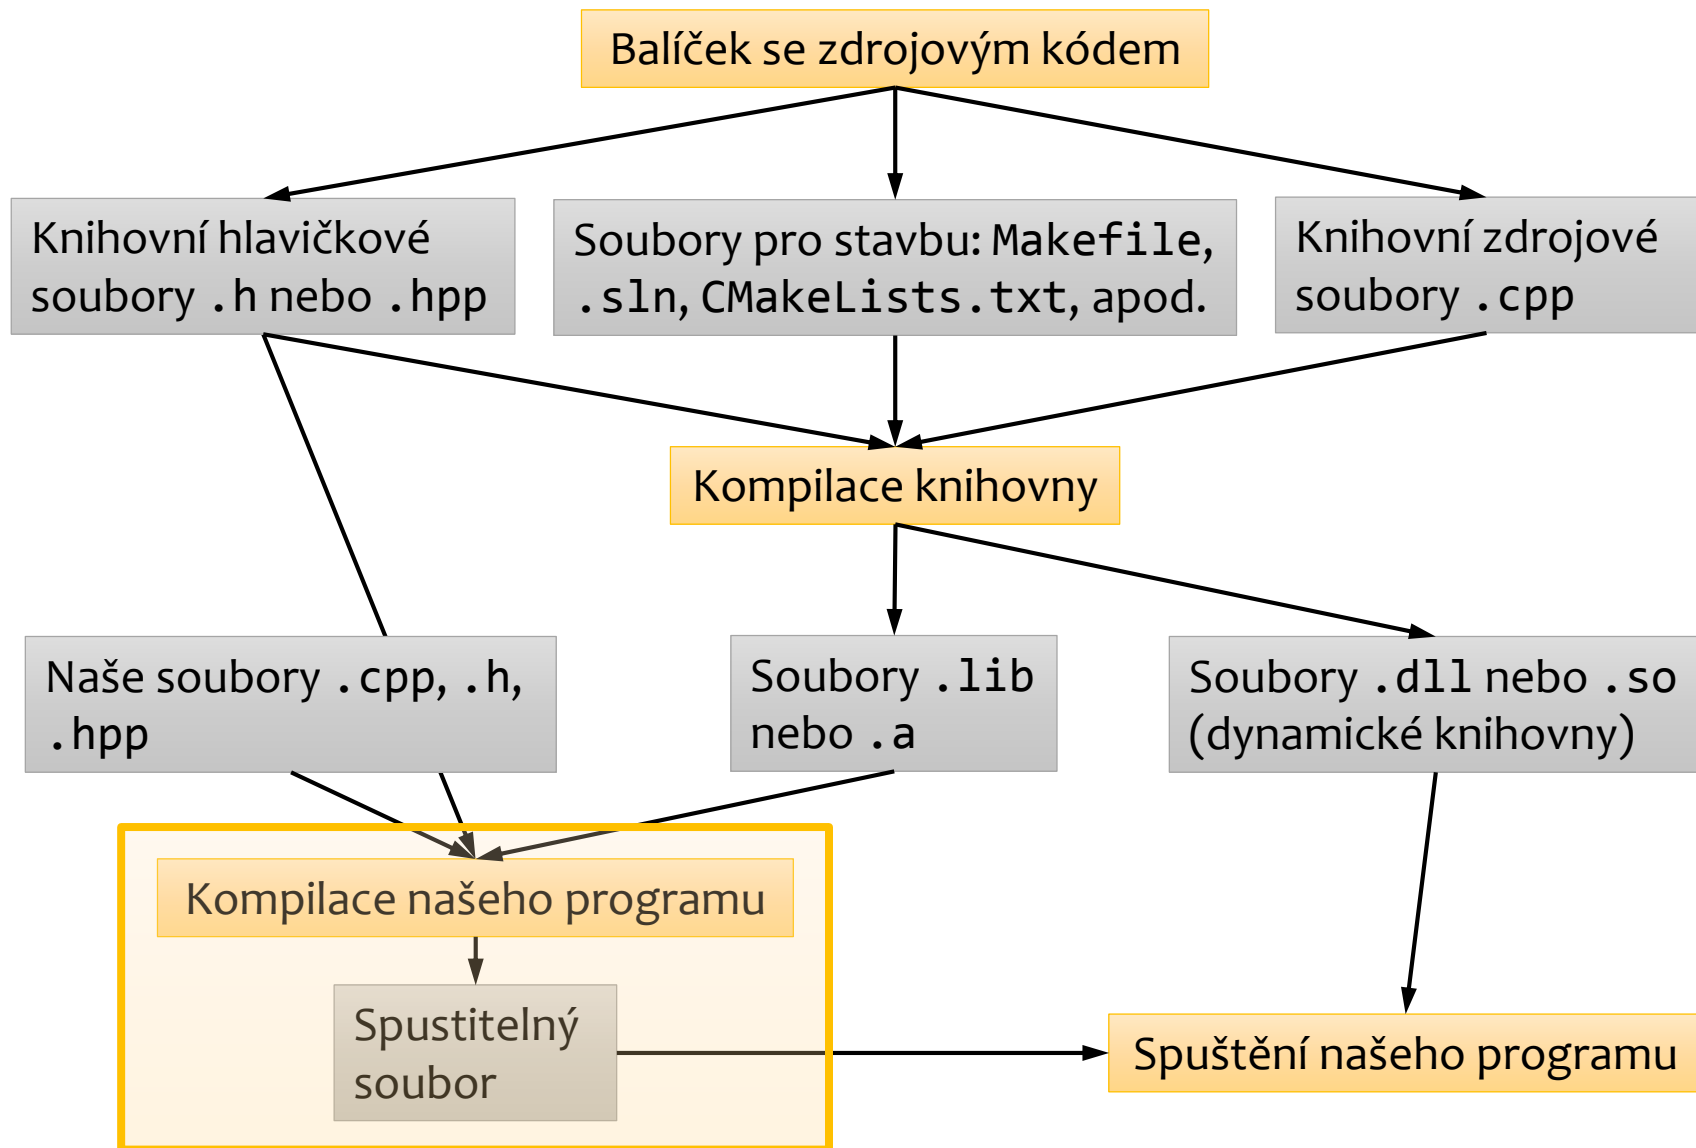 Balíček se zdrojovým kódem
Knihovní hlavičkové
soubory .h nebo .hpp
Soubory pro stavbu: Makefile,
.sln, CMakeLists.txt, apod.
Knihovní zdrojové
soubory .cpp
Kompilace knihovny
Naše soubory .cpp, .h,
.hpp
Soubory .lib
nebo .a
Soubory .dll nebo .so
(dynamické knihovny)
Kompilace našeho programu
Spustitelný
soubor
Spuštění našeho programu